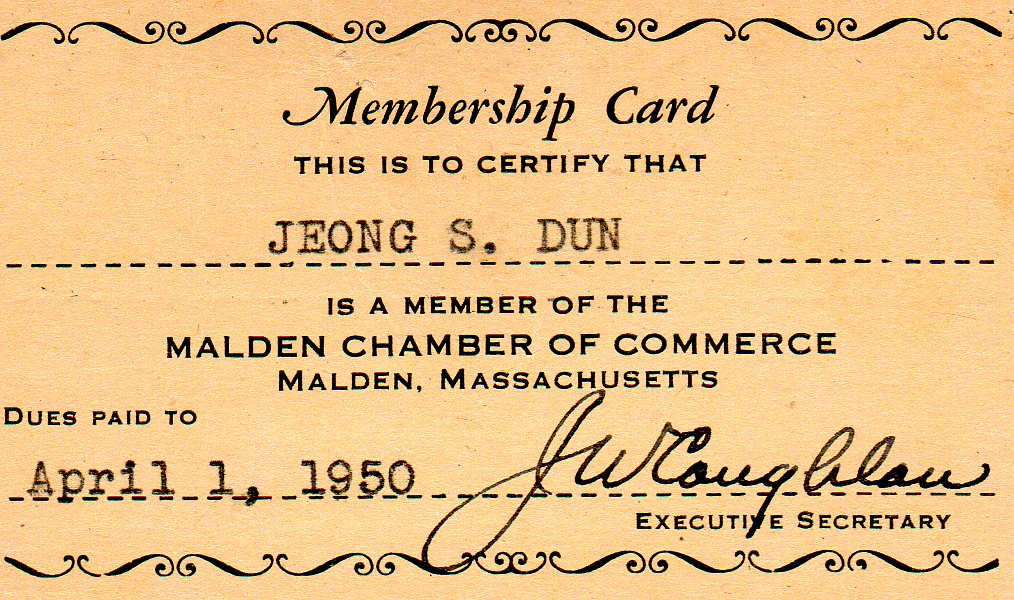 Membership Card
THIS IS TO CERTIFY THAT
JEONG S. DUN
IS A MEMBER OF THE
MALDEN CHAMBER OF COMMERCE
MALDEN, MASSACHUSETTS
DUES PAID TO
April 1, 1950
J W Coughlan
EXECUTIVE SECRETARY